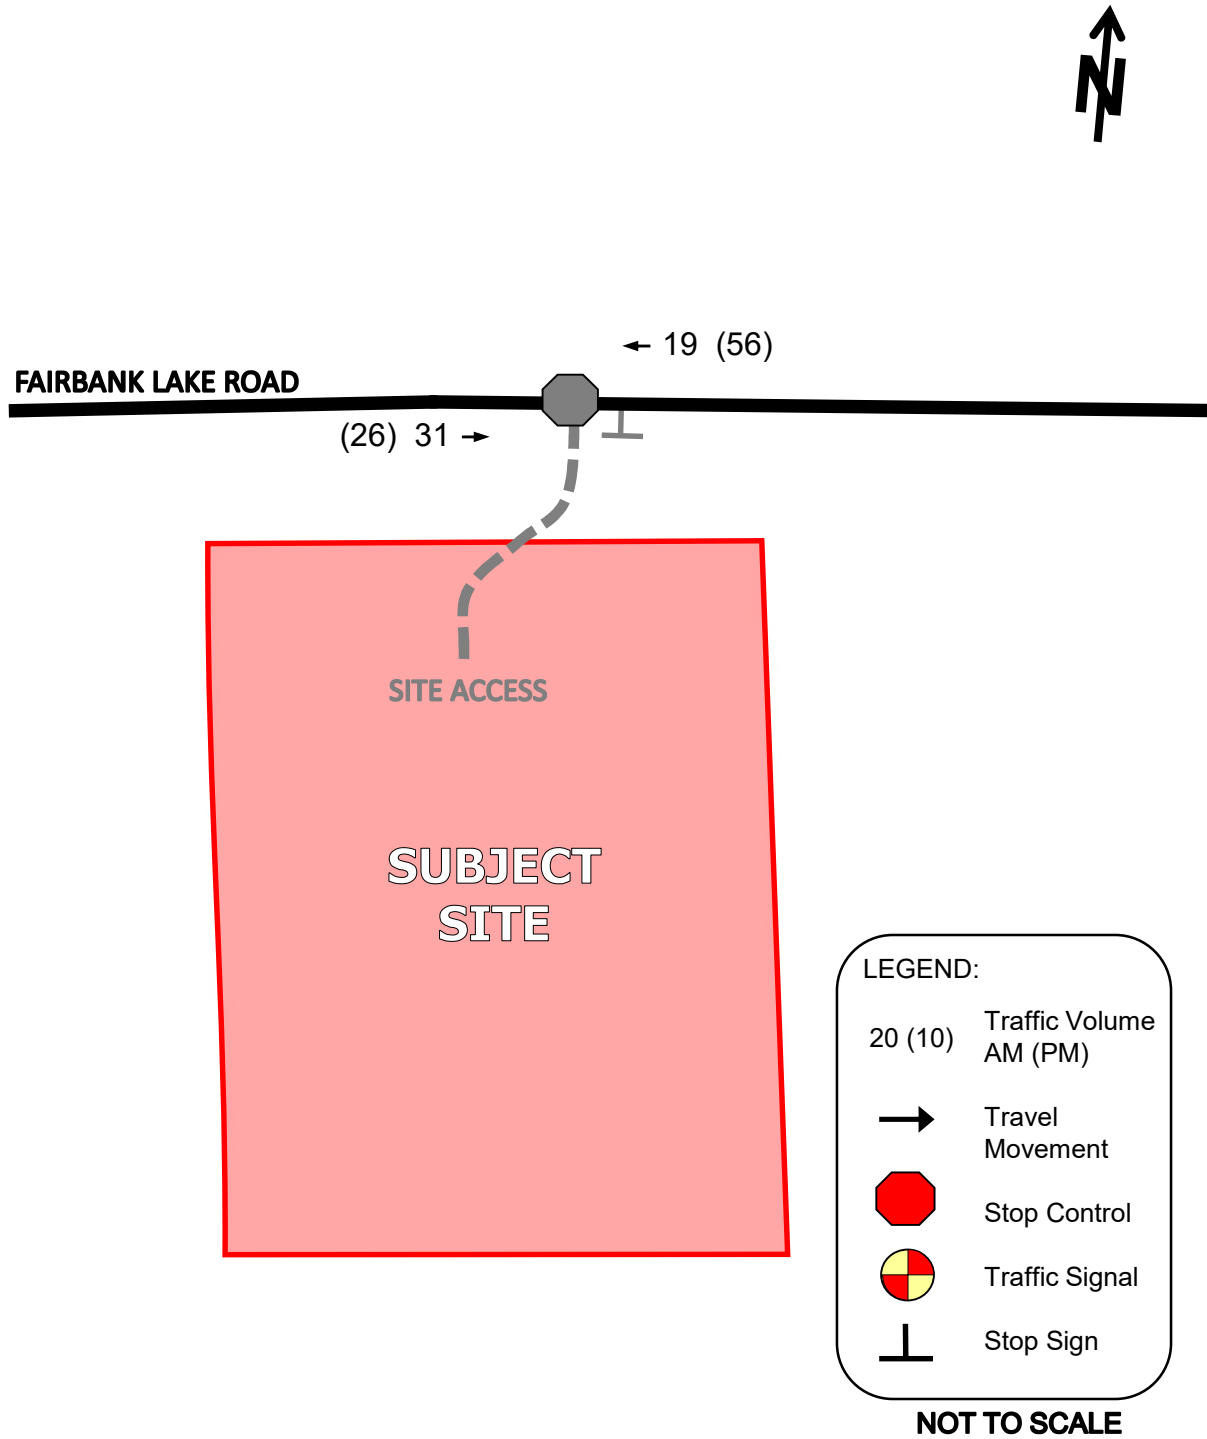 N
19 (56)
FAIRBANK LAKE ROAD
(26) 31
SITE ACCESS
SUBJECT
SITE
LEGEND:
20 (10)
Traffic Volume
AM (PM)
Travel
Movement
Stop Control
Traffic Signal
Stop Sign
NOT TO SCALE